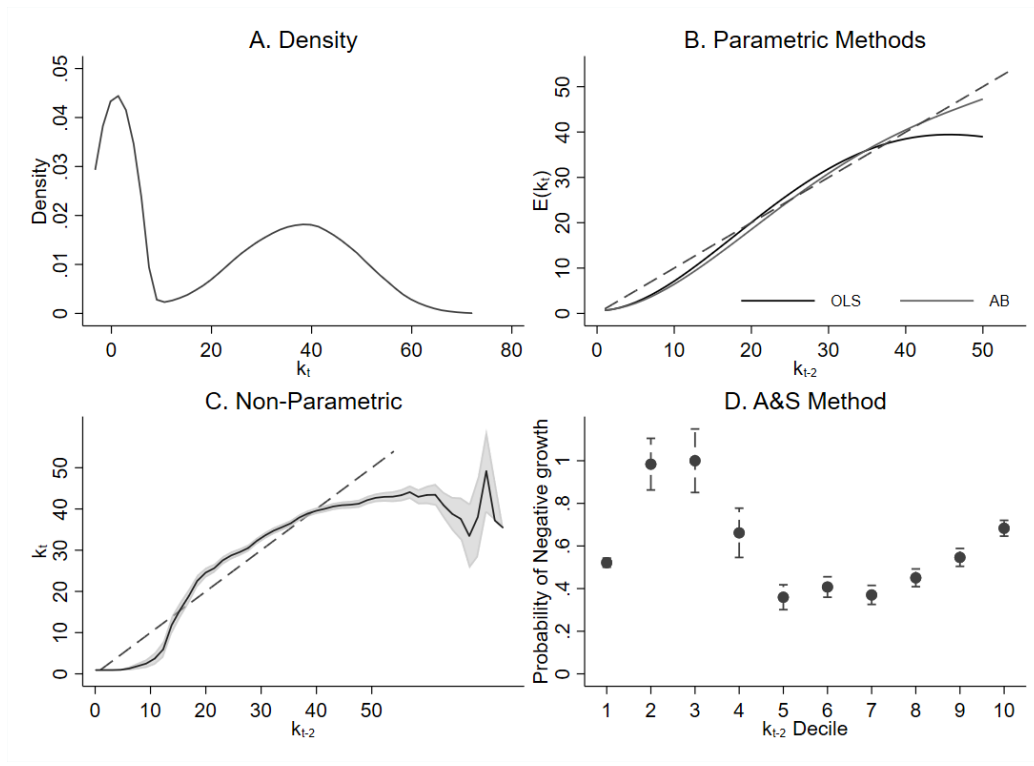 A. Density
Density
0 .01 .02 .03 .04 .05
0 20 40 60 80
kₜ
B. Parametric Methods
E(kₜ)
0 10 20 30 40 50
OLS AB
0 10 20 30 40 50
kₜ₋₂
C. Non-Parametric
kₜ
0 10 20 30 40 50
0 10 20 30 40 50
kₜ₋₂
D. A&S Method
Probability of Negative growth
0 .2 .4 .6 .8 1
1 2 3 4 5 6 7 8 9 10
kₜ₋₂ Decile